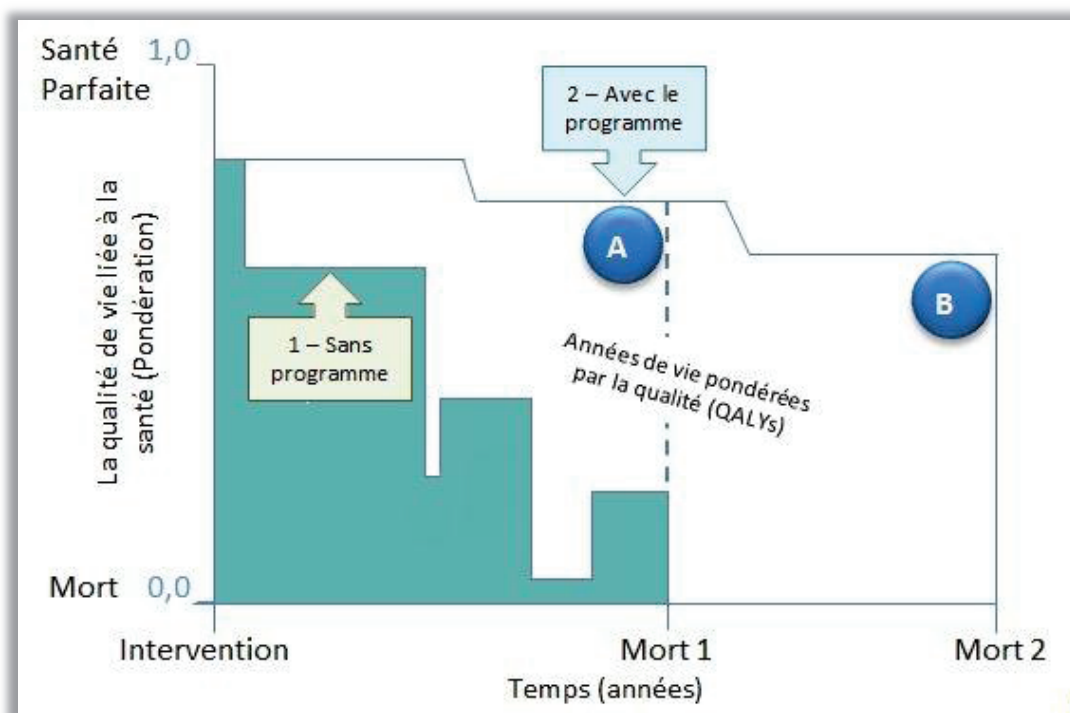 Santé 1,0
Parfaite
2 – Avec le
programme
La qualité de vie liée à la
santé (Pondération)
A
B
1 – Sans
programme
Années de vie pondérées
par la qualité (QALYs)
Mort 0,0
Intervention
Mort 1
Mort 2
Temps (années)